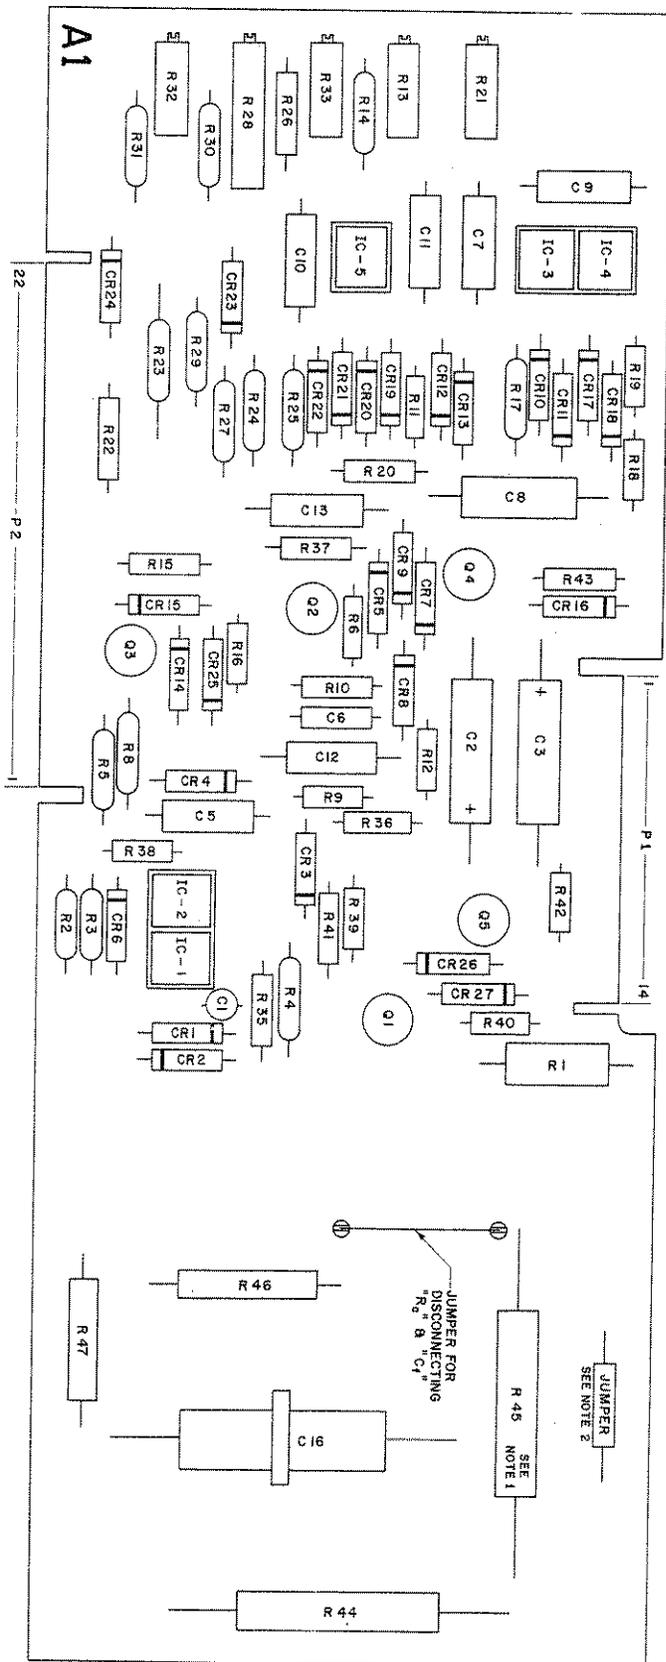 A1
R32
R28
R33
R13
R21
R26
R14
R31
R30
C9
C10
IC-5
C11
C7
IC-3
IC-4
CR24
CR23
22
R23
R29
R27
R24
R25
CR22
CR21
CR20
CR19
R11
CR12
CR13
R17
CR10
CR11
CR17
CR18
R19
R18
R22
R20
C13
C8
P2
R37
R15
CR15
Q3
CR14
CR25
R16
Q2
R6
CR5
CR9
CR7
Q4
R43
CR16
R10
C6
CR8
C12
R12
C2
+
C3
+
1
P1
14
R5
R8
1
CR4
C5
R9
R36
R38
CR3
R41
R39
R42
Q5
R2
R3
CR6
IC-2
IC-1
C1
R35
R4
CR26
CR27
Q1
R40
R1
CR1
CR2
JUMPER FOR
DISCONNECTING
"Rc" & "Cf"
R46
R47
C16
R45
SEE
NOTE 1
JUMPER
SEE NOTE 2
R44